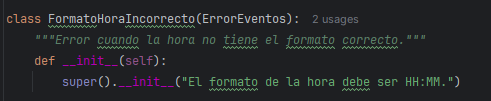 class FormatoHoraIncorrecto(ErrorEventos): 2 usages
"""Error cuando la hora no tiene el formato correcto."""
def __init__(self):
super().__init__("El formato de la hora debe ser HH:MM.")